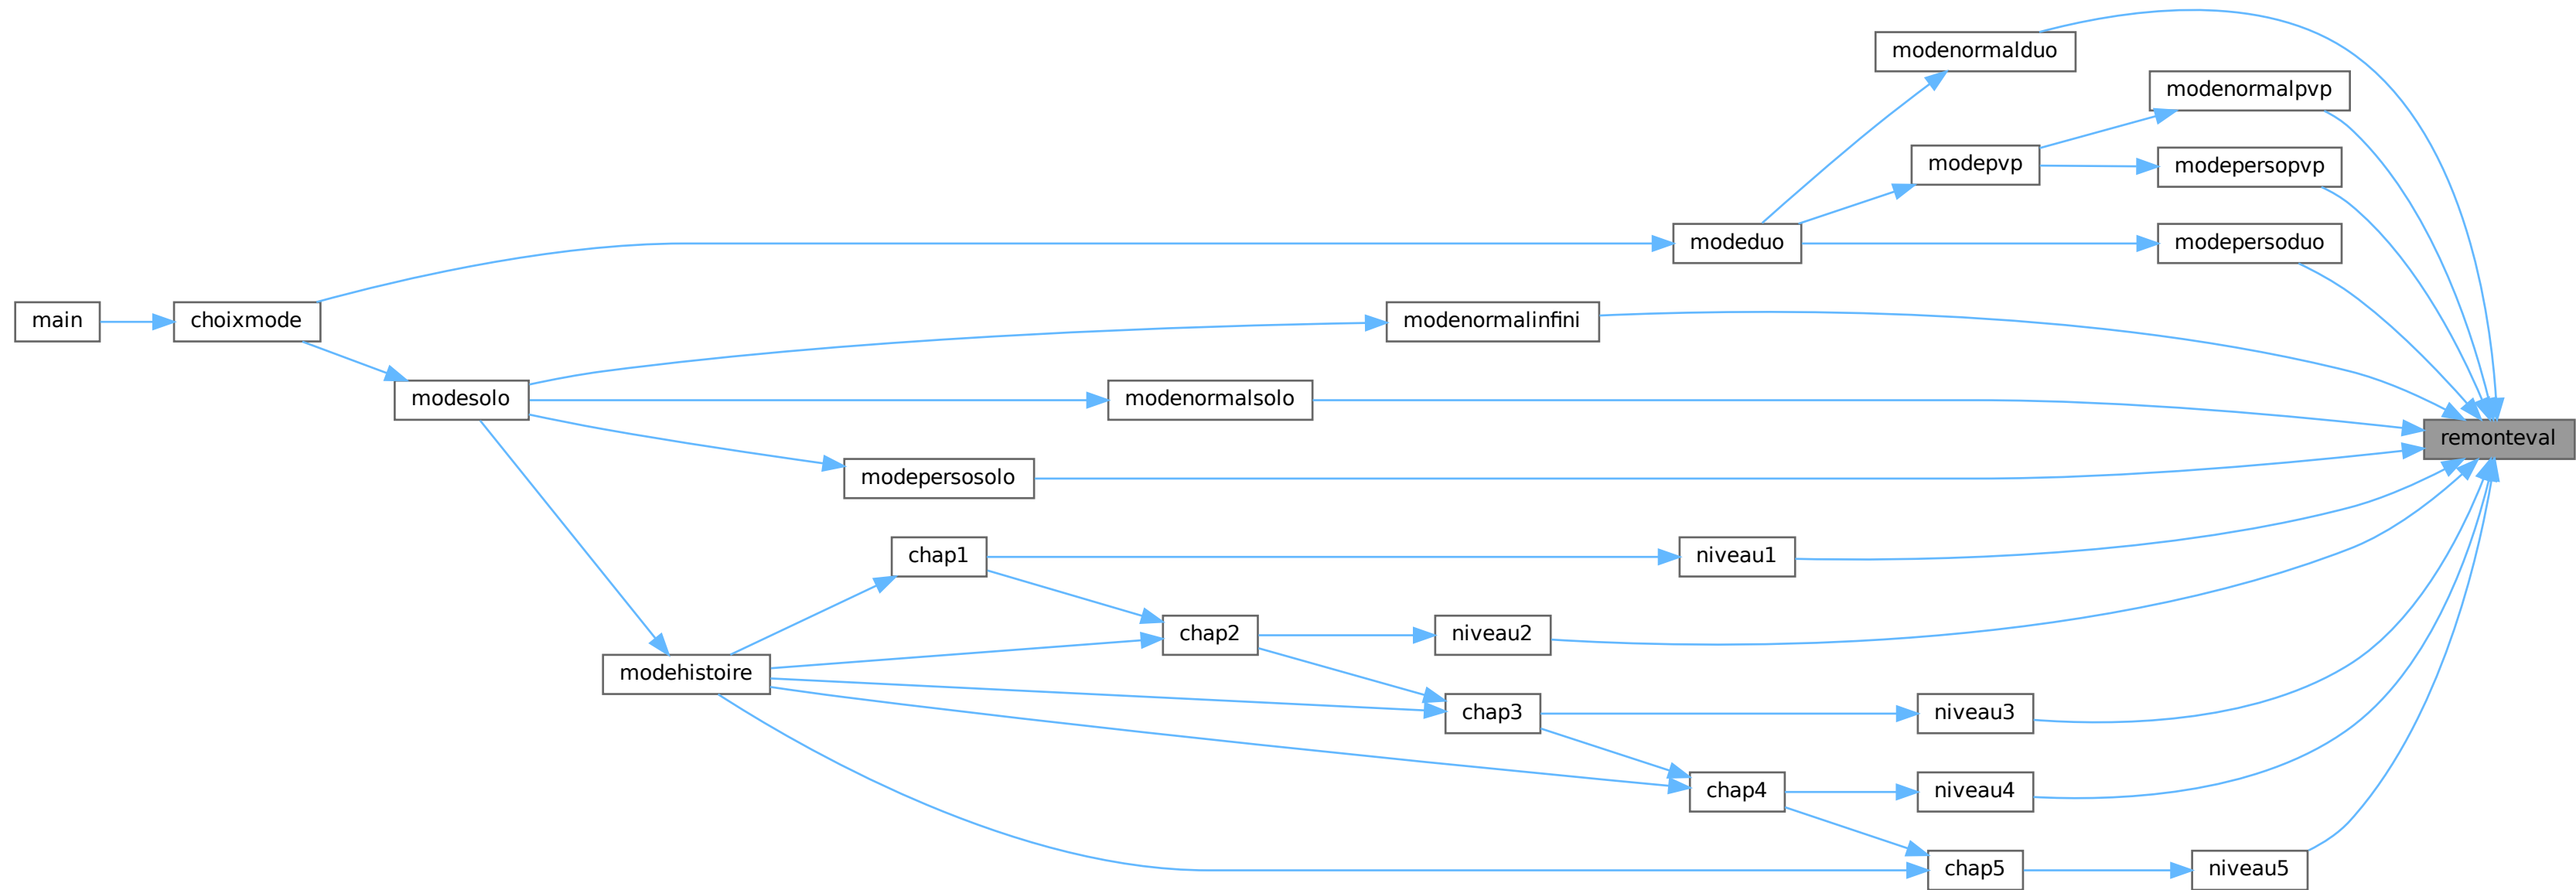 modenormalduo
modenormalpvp
modepvp
modepersopvp
modeduo
modepersoduo
main
choixmode
modenormalinfini
modesolo
modenormalsolo
remonteval
modepersosolo
chap1
niveau1
chap2
niveau2
modehistoire
chap3
niveau3
chap4
niveau4
chap5
niveau5